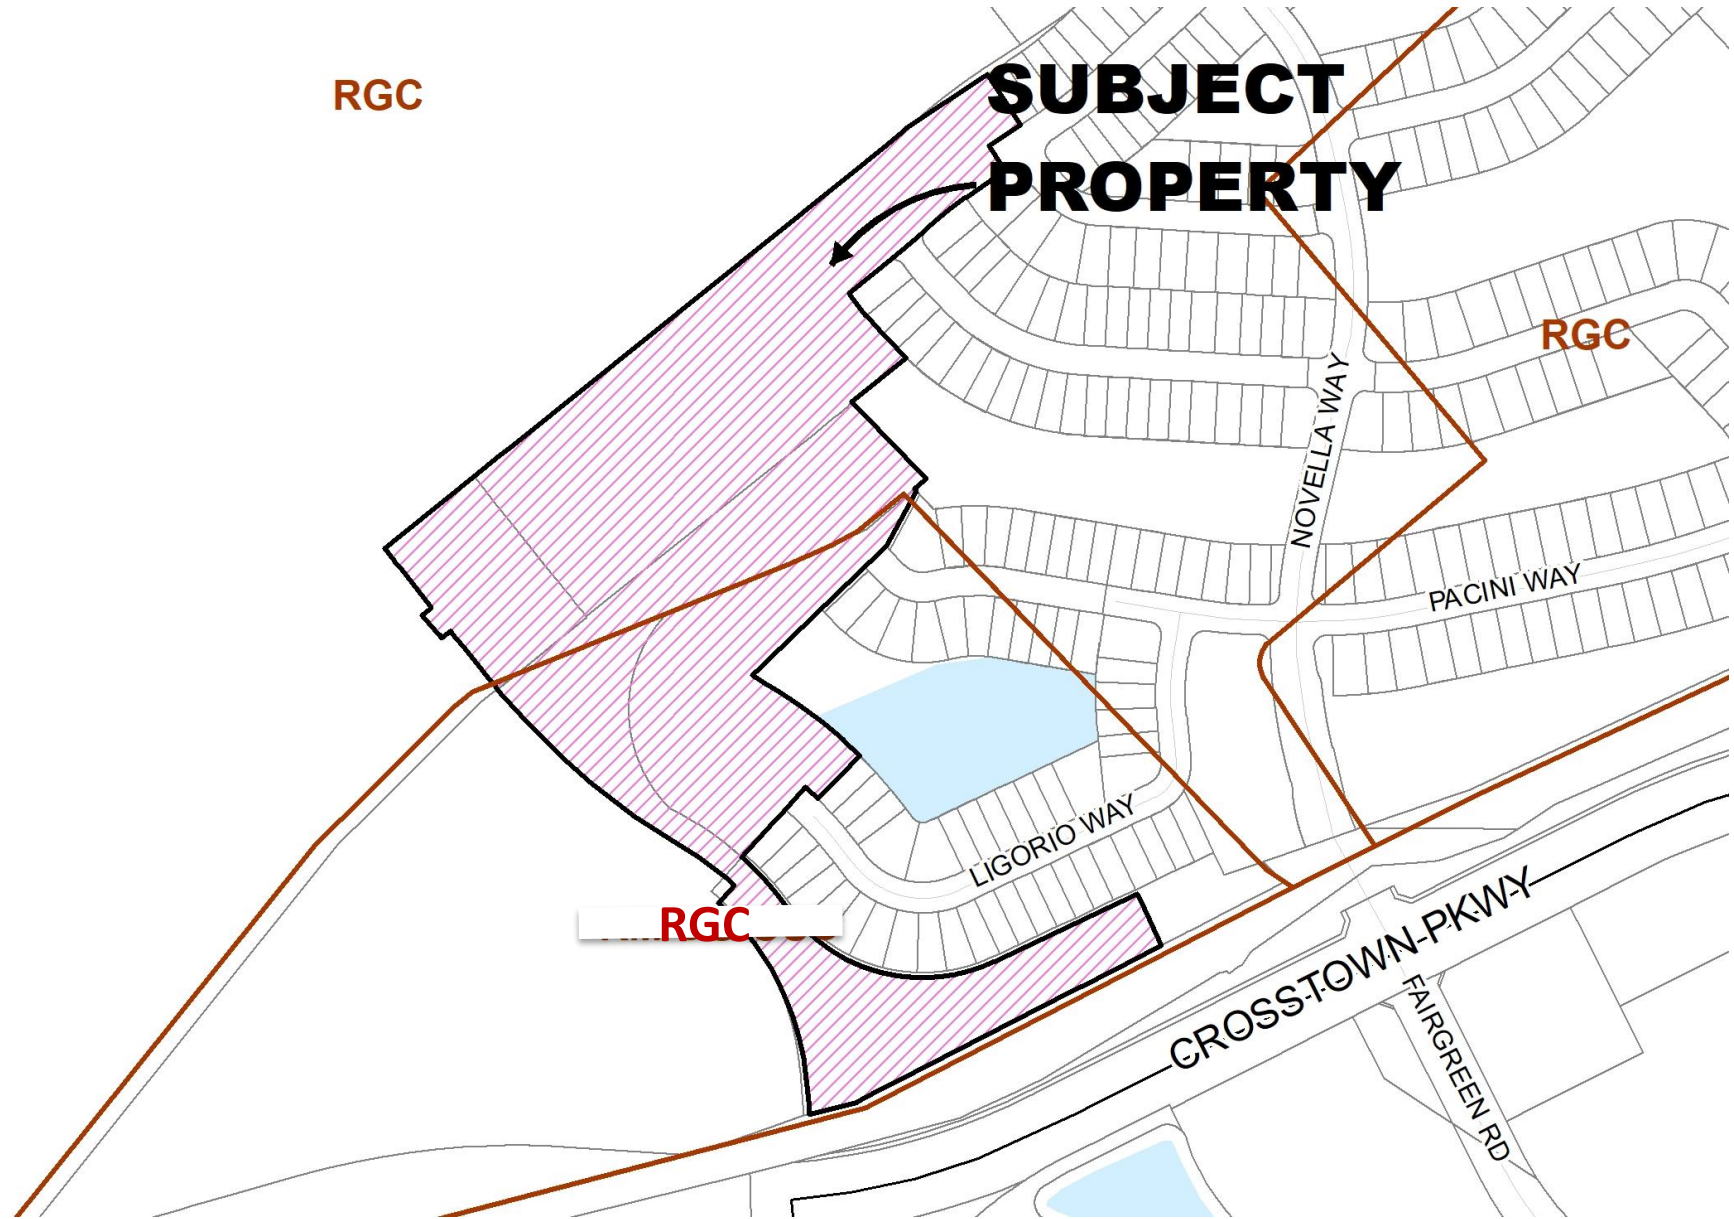 RGC
SUBJECT
PROPERTY
RGC
NOVELLA WAY
PACINI WAY
LIGORIO WAY
RGC
CROSSTOWN PKWY
FAIRGREEN RD